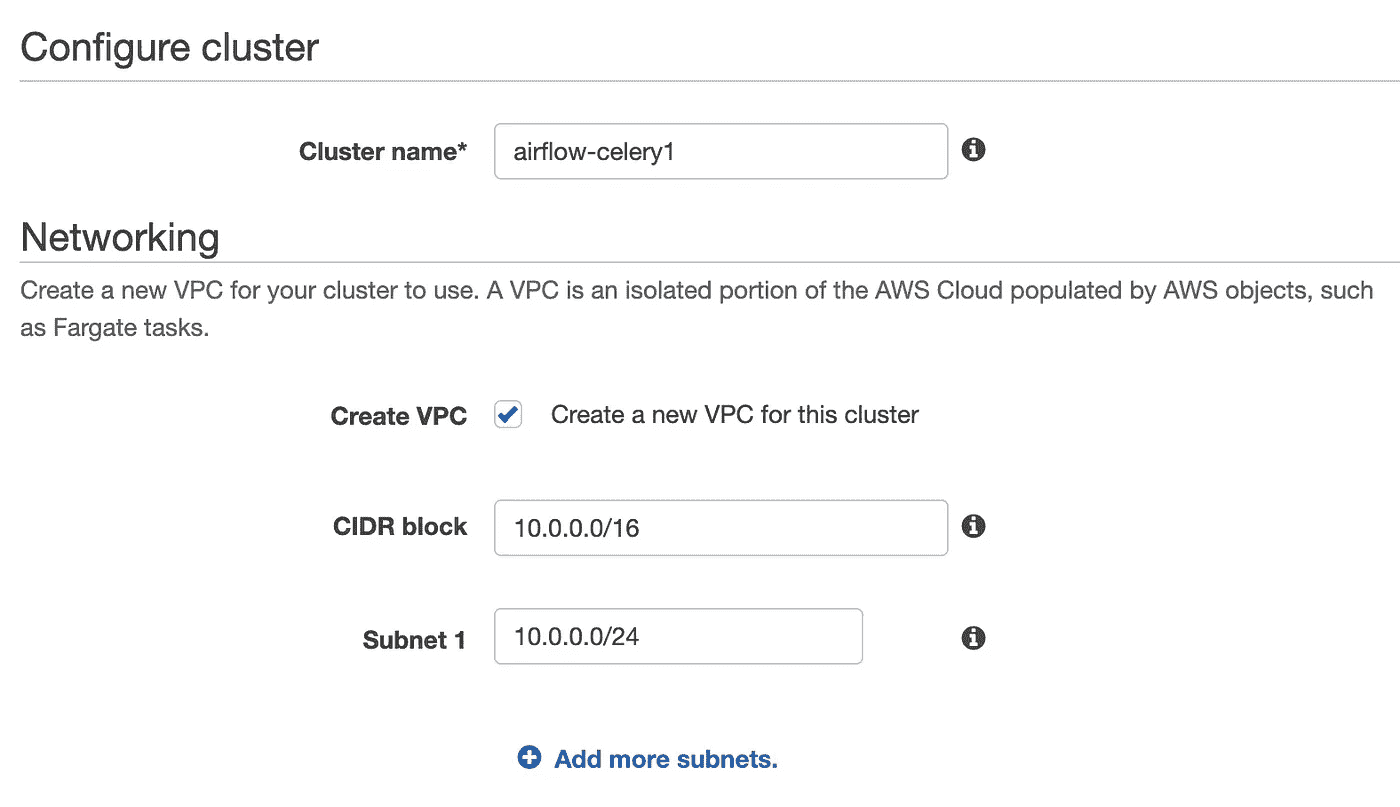 Configure cluster
Cluster name* airflow-celery1
Networking
Create a new VPC for your cluster to use. A VPC is an isolated portion of the AWS Cloud populated by AWS objects, such
as Fargate tasks.
Create VPC Create a new VPC for this cluster
CIDR block 10.0.0.0/16
Subnet 1 10.0.0.0/24
Add more subnets.